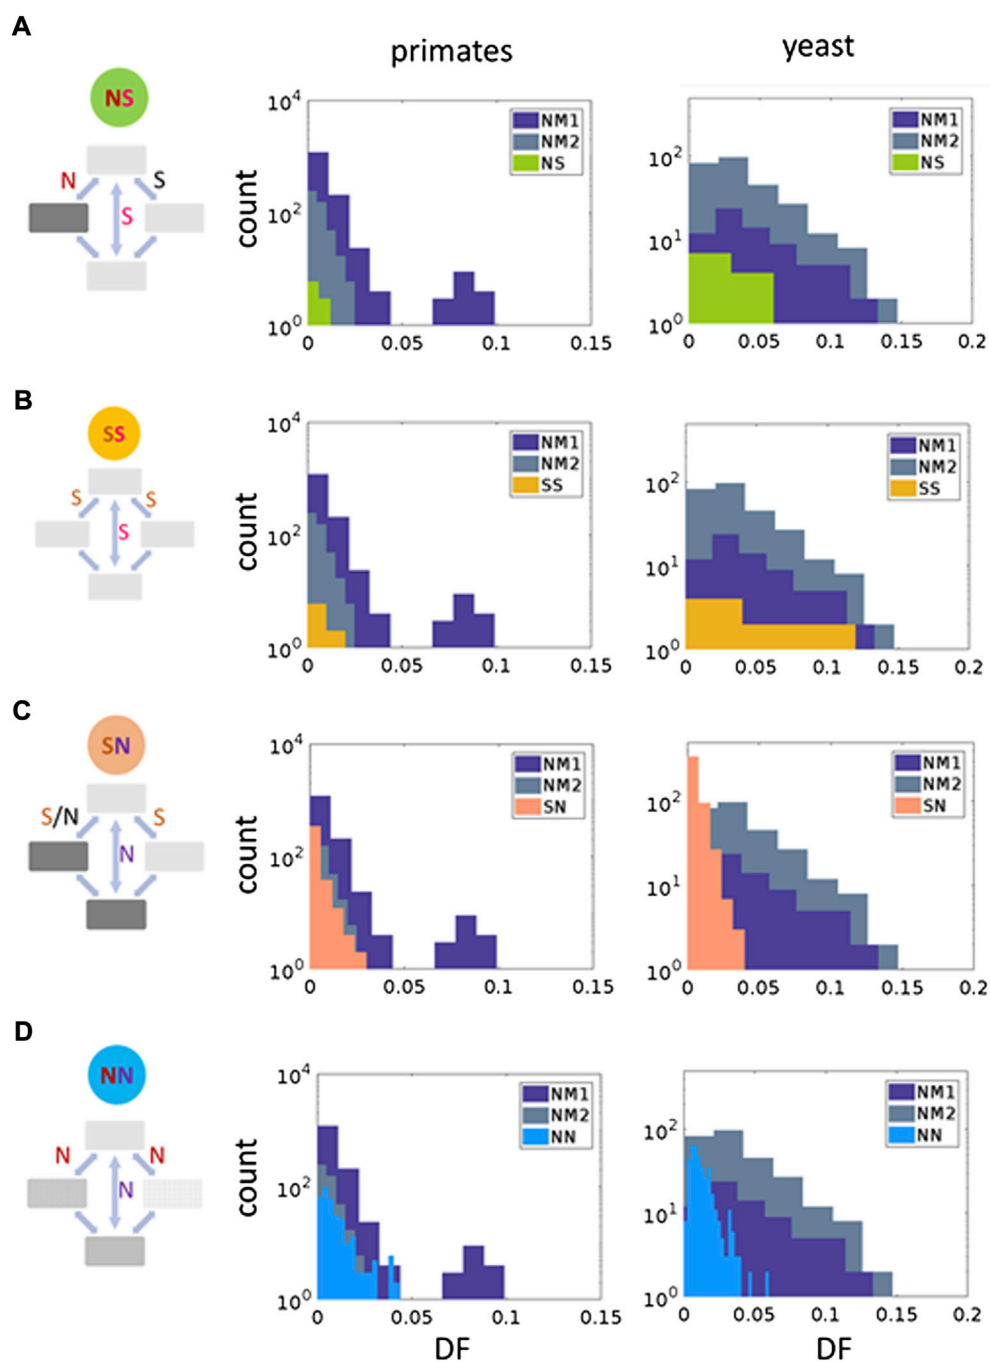 A
primates
yeast
NS
N
S
S
count
10^4
10^2
10^0
0
0.05
0.1
0.15
NM1
NM2
NS
10^2
10^1
10^0
0
0.05
0.1
0.15
0.2
NM1
NM2
NS
B
SS
S
S
S
count
10^4
10^2
10^0
0
0.05
0.1
0.15
NM1
NM2
SS
10^2
10^1
10^0
0
0.05
0.1
0.15
0.2
NM1
NM2
SS
C
SN
S/N
S
N
count
10^4
10^2
10^0
0
0.05
0.1
0.15
NM1
NM2
SN
10^2
10^1
10^0
0
0.05
0.1
0.15
0.2
NM1
NM2
SN
D
NN
N
N
N
count
10^4
10^2
10^0
0
0.05
0.1
0.15
NM1
NM2
NN
DF
10^2
10^1
10^0
0
0.05
0.1
0.15
0.2
NM1
NM2
NN
DF